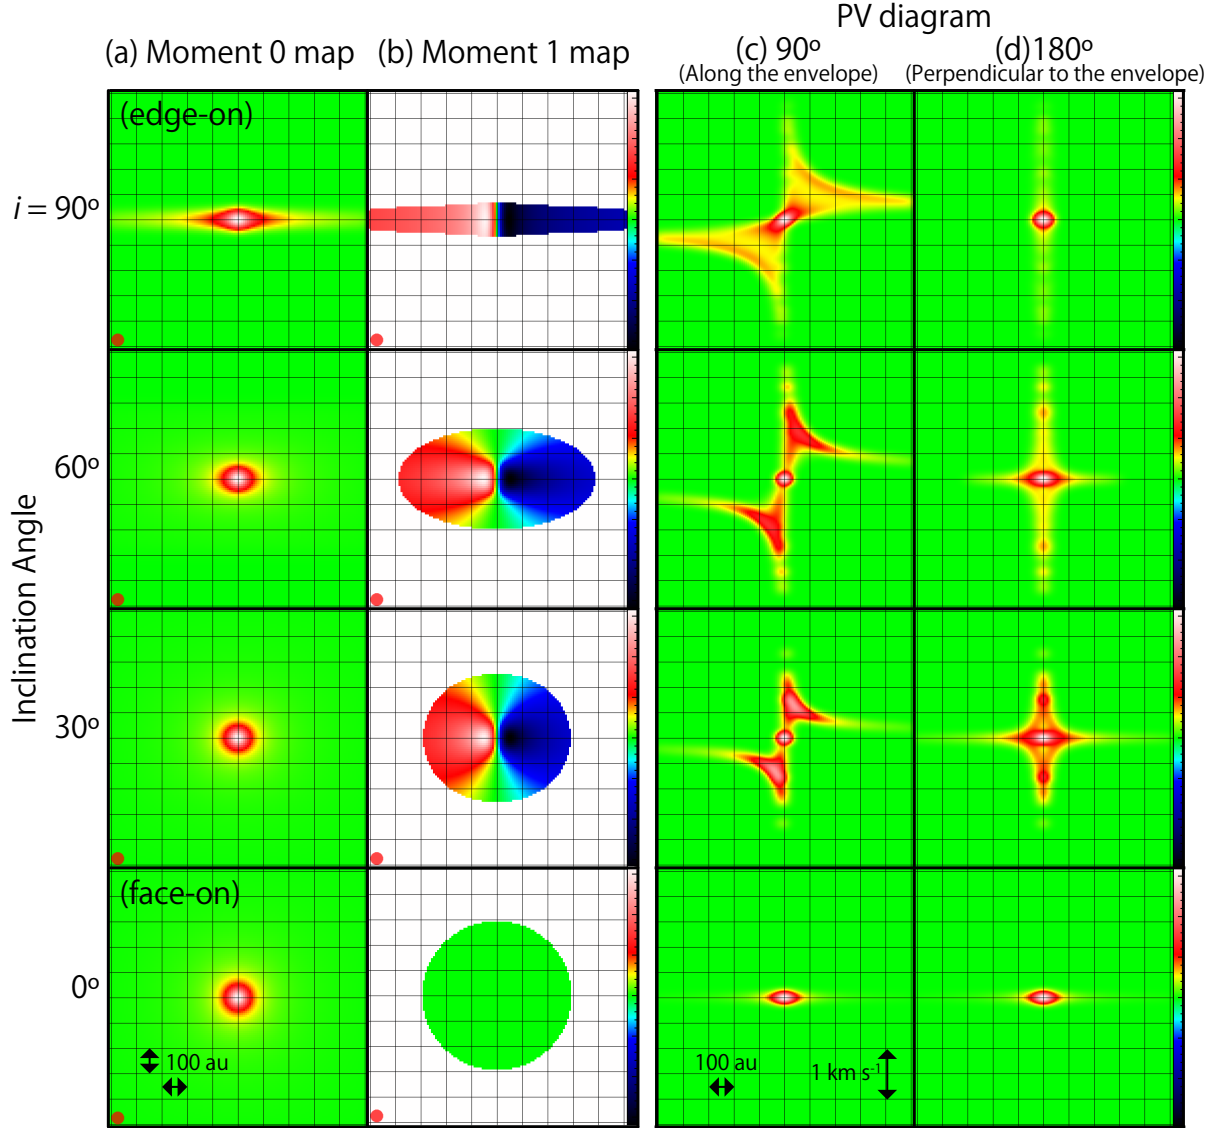 PV diagram
(a) Moment 0 map
(b) Moment 1 map
(c) 90º
(d)180º
(Along the envelope)
(Perpendicular to the envelope)
(edge-on)
i = 90º
60º
Inclination Angle
30º
(face-on)
0º
100 au
100 au
1 km s⁻¹